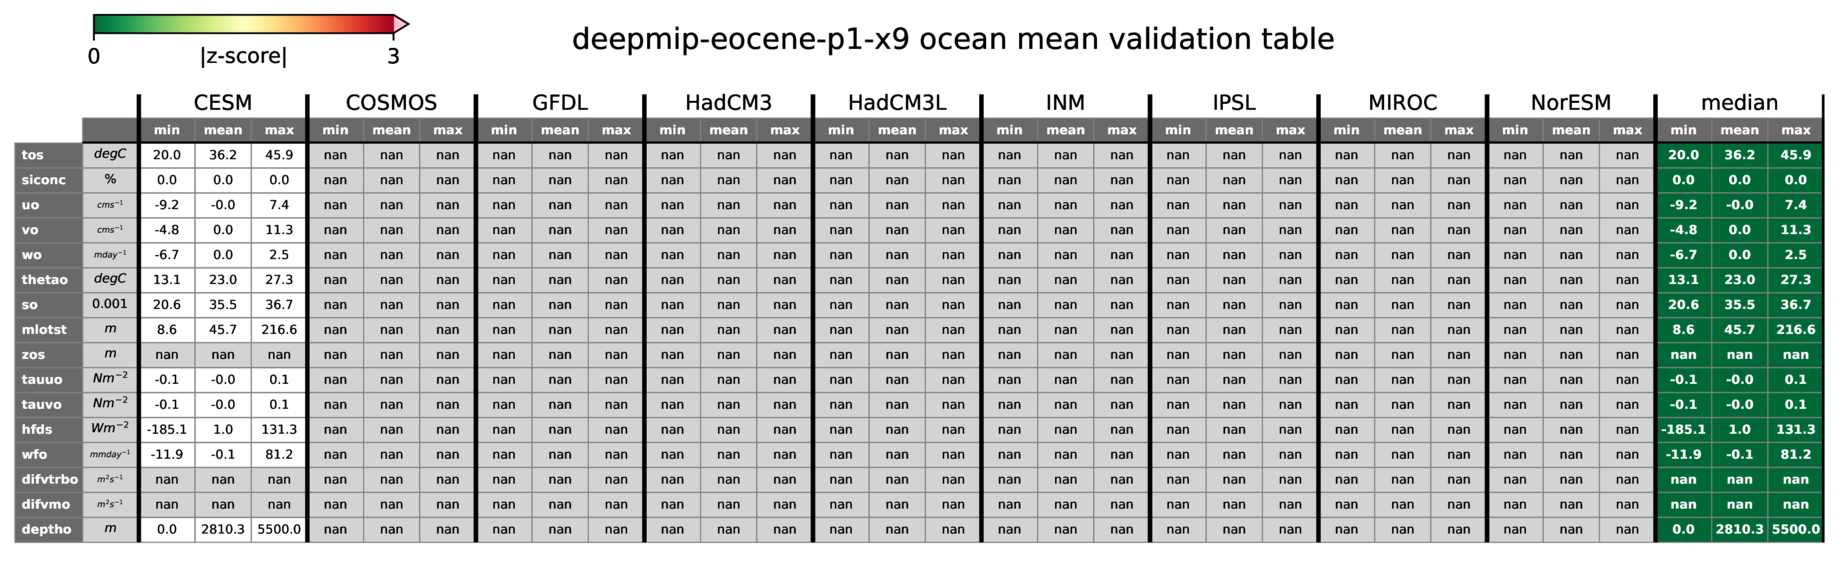 deepmip-eocene-p1-x9 ocean mean validation table
0 |z-score| 3
CESM COSMOS GFDL HadCM3 HadCM3L INM IPSL MIROC NorESM median
min mean max min mean max min mean max min mean max min mean max min mean max min mean max min mean max min mean max min mean max
tos degC 20.0 36.2 45.9 nan nan nan nan nan nan nan nan nan nan nan nan nan nan nan nan nan nan nan nan nan nan nan nan 20.0 36.2 45.9
siconc % 0.0 0.0 0.0 nan nan nan nan nan nan nan nan nan nan nan nan nan nan nan nan nan nan nan nan nan nan nan nan 0.0 0.0 0.0
uo cms⁻¹ -9.2 -0.0 7.4 nan nan nan nan nan nan nan nan nan nan nan nan nan nan nan nan nan nan nan nan nan nan nan nan -9.2 -0.0 7.4
vo cms⁻¹ -4.8 0.0 11.3 nan nan nan nan nan nan nan nan nan nan nan nan nan nan nan nan nan nan nan nan nan nan nan nan -4.8 0.0 11.3
wo mday⁻¹ -6.7 0.0 2.5 nan nan nan nan nan nan nan nan nan nan nan nan nan nan nan nan nan nan nan nan nan nan nan nan -6.7 0.0 2.5
thetao degC 13.1 23.0 27.3 nan nan nan nan nan nan nan nan nan nan nan nan nan nan nan nan nan nan nan nan nan nan nan nan 13.1 23.0 27.3
so 0.001 20.6 35.5 36.7 nan nan nan nan nan nan nan nan nan nan nan nan nan nan nan nan nan nan nan nan nan nan nan nan 20.6 35.5 36.7
mlotst m 8.6 45.7 216.6 nan nan nan nan nan nan nan nan nan nan nan nan nan nan nan nan nan nan nan nan nan nan nan nan 8.6 45.7 216.6
zos m nan nan nan nan nan nan nan nan nan nan nan nan nan nan nan nan nan nan nan nan nan nan nan nan nan nan nan nan nan nan
tauuo Nm⁻² -0.1 -0.0 0.1 nan nan nan nan nan nan nan nan nan nan nan nan nan nan nan nan nan nan nan nan nan nan nan nan -0.1 -0.0 0.1
tauvo Nm⁻² -0.1 -0.0 0.1 nan nan nan nan nan nan nan nan nan nan nan nan nan nan nan nan nan nan nan nan nan nan nan nan -0.1 -0.0 0.1
hfds Wm⁻² -185.1 1.0 131.3 nan nan nan nan nan nan nan nan nan nan nan nan nan nan nan nan nan nan nan nan nan nan nan nan -185.1 1.0 131.3
wfo mmday⁻¹ -11.9 -0.1 81.2 nan nan nan nan nan nan nan nan nan nan nan nan nan nan nan nan nan nan nan nan nan nan nan nan -11.9 -0.1 81.2
difvtrbo m²s⁻¹ nan nan nan nan nan nan nan nan nan nan nan nan nan nan nan nan nan nan nan nan nan nan nan nan nan nan nan nan nan nan
difvmo m²s⁻¹ nan nan nan nan nan nan nan nan nan nan nan nan nan nan nan nan nan nan nan nan nan nan nan nan nan nan nan nan nan nan
deptho m 0.0 2810.3 5500.0 nan nan nan nan nan nan nan nan nan nan nan nan nan nan nan nan nan nan nan nan nan nan nan nan 0.0 2810.3 5500.0